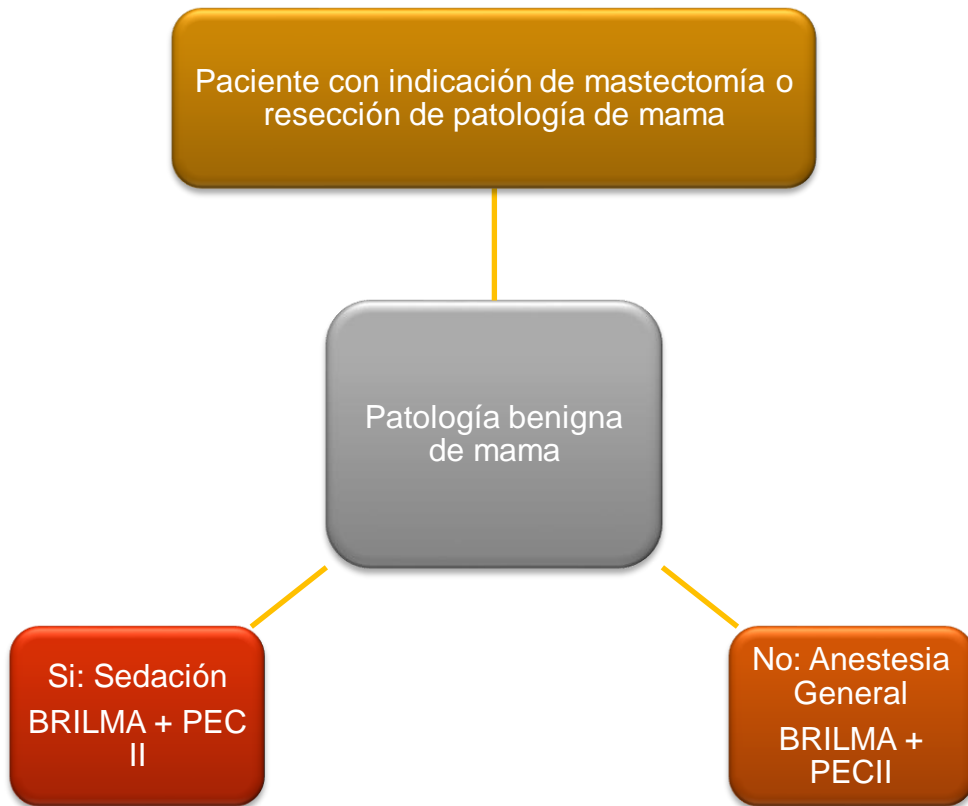 Paciente con indicación de mastectomía o
resección de patología de mama
Patología benigna
de mama
Si: Sedación
BRILMA + PEC
II
No: Anestesia
General
BRILMA +
PECII